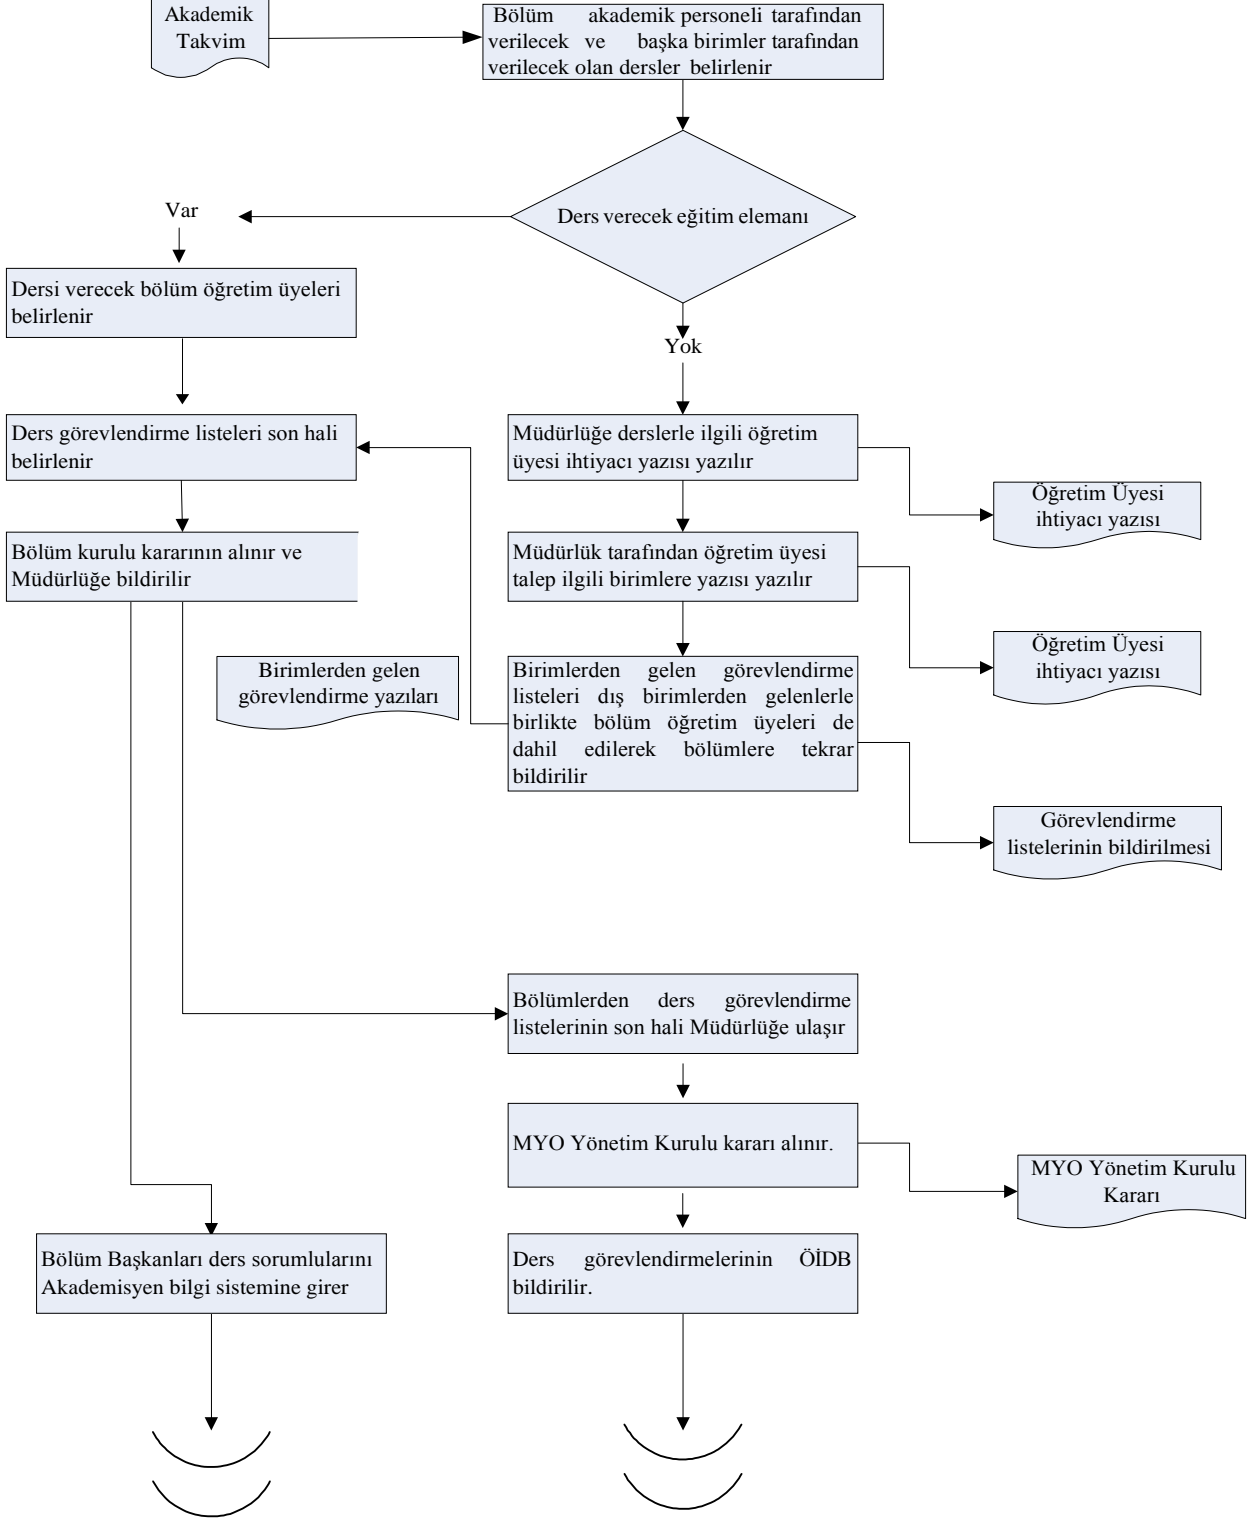 Akademik
Takvim
Bölüm akademik personeli tarafından
verilecek ve başka birimler tarafından
verilecek olan dersler belirlenir
Ders verecek eğitim elemanı
Var
Dersi verecek bölüm öğretim üyeleri
belirlenir
Yok
Ders görevlendirme listeleri son hali
belirlenir
Müdürlüğe derslerle ilgili öğretim
üyesi ihtiyacı yazısı yazılır
Öğretim Üyesi
ihtiyacı yazısı
Bölüm kurulu kararının alınır ve
Müdürlüğe bildirilir
Müdürlük tarafından öğretim üyesi
talep ilgili birimlere yazısı yazılır
Öğretim Üyesi
ihtiyacı yazısı
Birimlerden gelen
görevlendirme yazıları
Birimlerden gelen görevlendirme
listeleri dış birimlerden gelenlerle
birlikte bölüm öğretim üyeleri de
dahil edilerek bölümlere tekrar
bildirilir
Görevlendirme
listelerinin bildirilmesi
Bölümlerden ders görevlendirme
listelerinin son hali Müdürlüğe ulaşır
MYO Yönetim Kurulu kararı alınır.
MYO Yönetim Kurulu
Kararı
Bölüm Başkanları ders sorumlularını
Akademisyen bilgi sistemine girer
Ders görevlendirmelerinin ÖİDB
bildirilir.